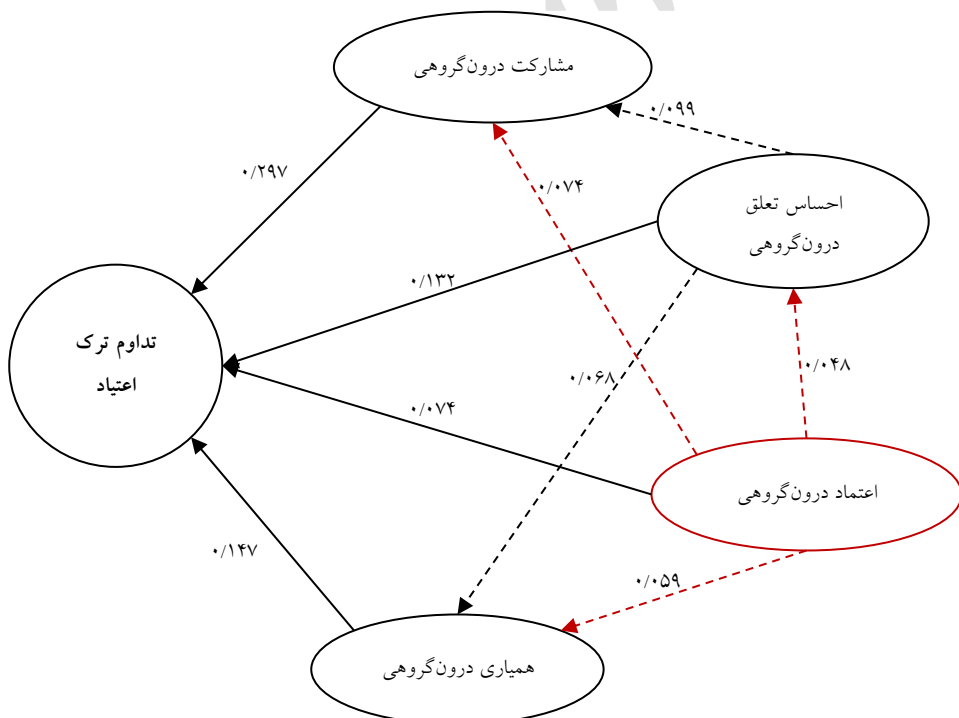 مشارکت درون‌گروهی
۰/۰۹۹
۰/۲۹۷
۰/۰۷۴
احساس تعلق
درون‌گروهی
۰/۱۳۲
تداوم ترک
اعتیاد
۰/۰۶۸
۰/۰۴۸
۰/۰۷۴
اعتماد درون‌گروهی
۰/۱۴۷
۰/۰۵۹
همیاری درون‌گروهی